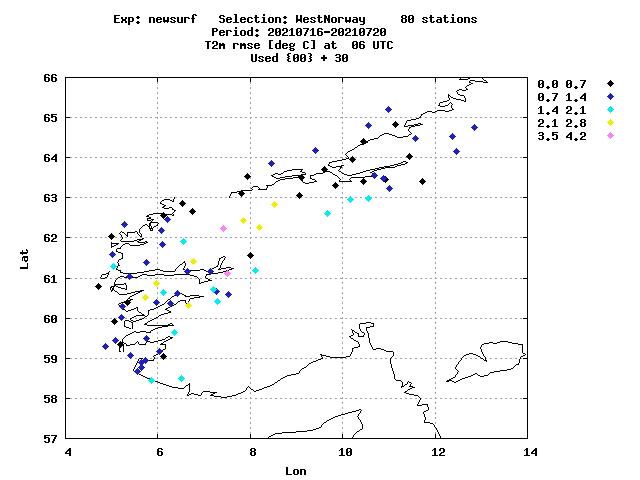 Exp: newsurf   Selection: WestNorway     80 stations
Period: 20210716-20210720
T2m rmse [deg C] at  06 UTC
Used {00} + 30
66
65
64
63
62
61
60
59
58
57
Lat
4 6 8 10 12 14
Lon
0.0 0.7
0.7 1.4
1.4 2.1
2.1 2.8
3.5 4.2